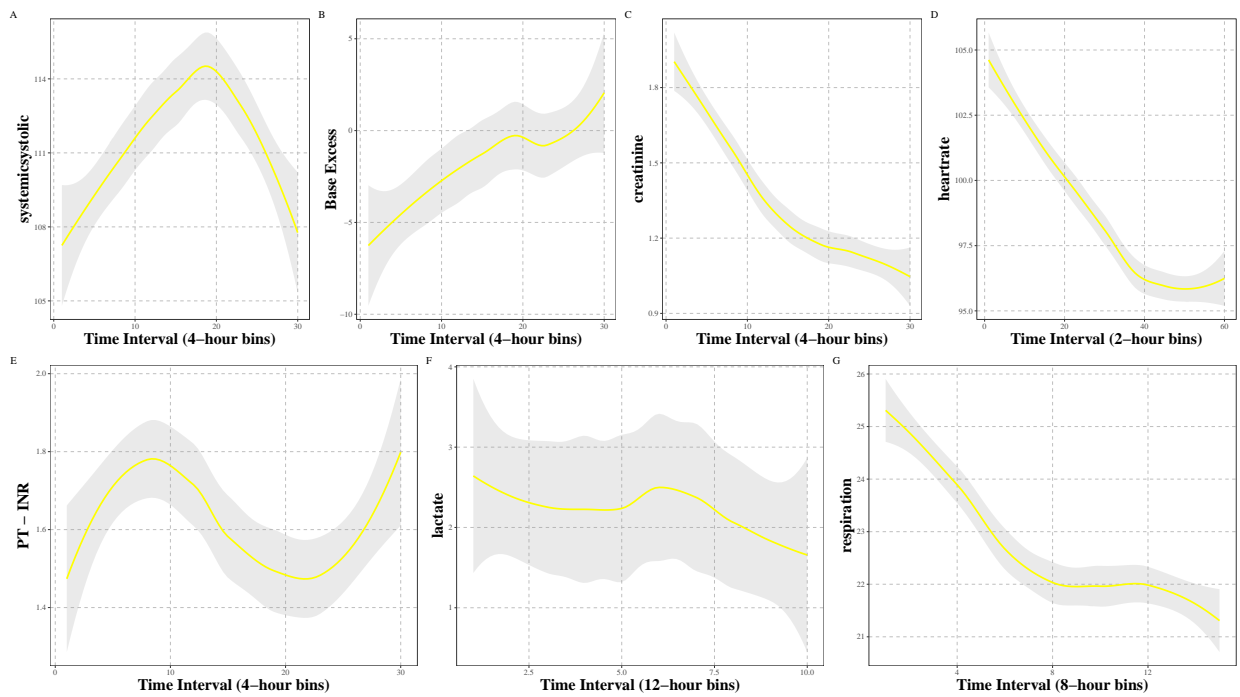 A
B
C
D
systemicsystolic
114
111
108
105
0
10
20
30
Time Interval (4−hour bins)
Base Excess
5
0
−5
−10
0
10
20
30
Time Interval (4−hour bins)
creatinine
1.8
1.5
1.2
0.9
0
10
20
30
Time Interval (4−hour bins)
heartrate
105.0
102.5
100.0
97.5
95.0
0
20
40
60
Time Interval (2−hour bins)
E
F
G
PT − INR
2.0
1.8
1.6
1.4
0
10
20
30
Time Interval (4−hour bins)
lactate
4
3
2
1
2.5
5.0
7.5
10.0
Time Interval (12−hour bins)
respiration
26
25
24
23
22
21
4
8
12
Time Interval (8−hour bins)